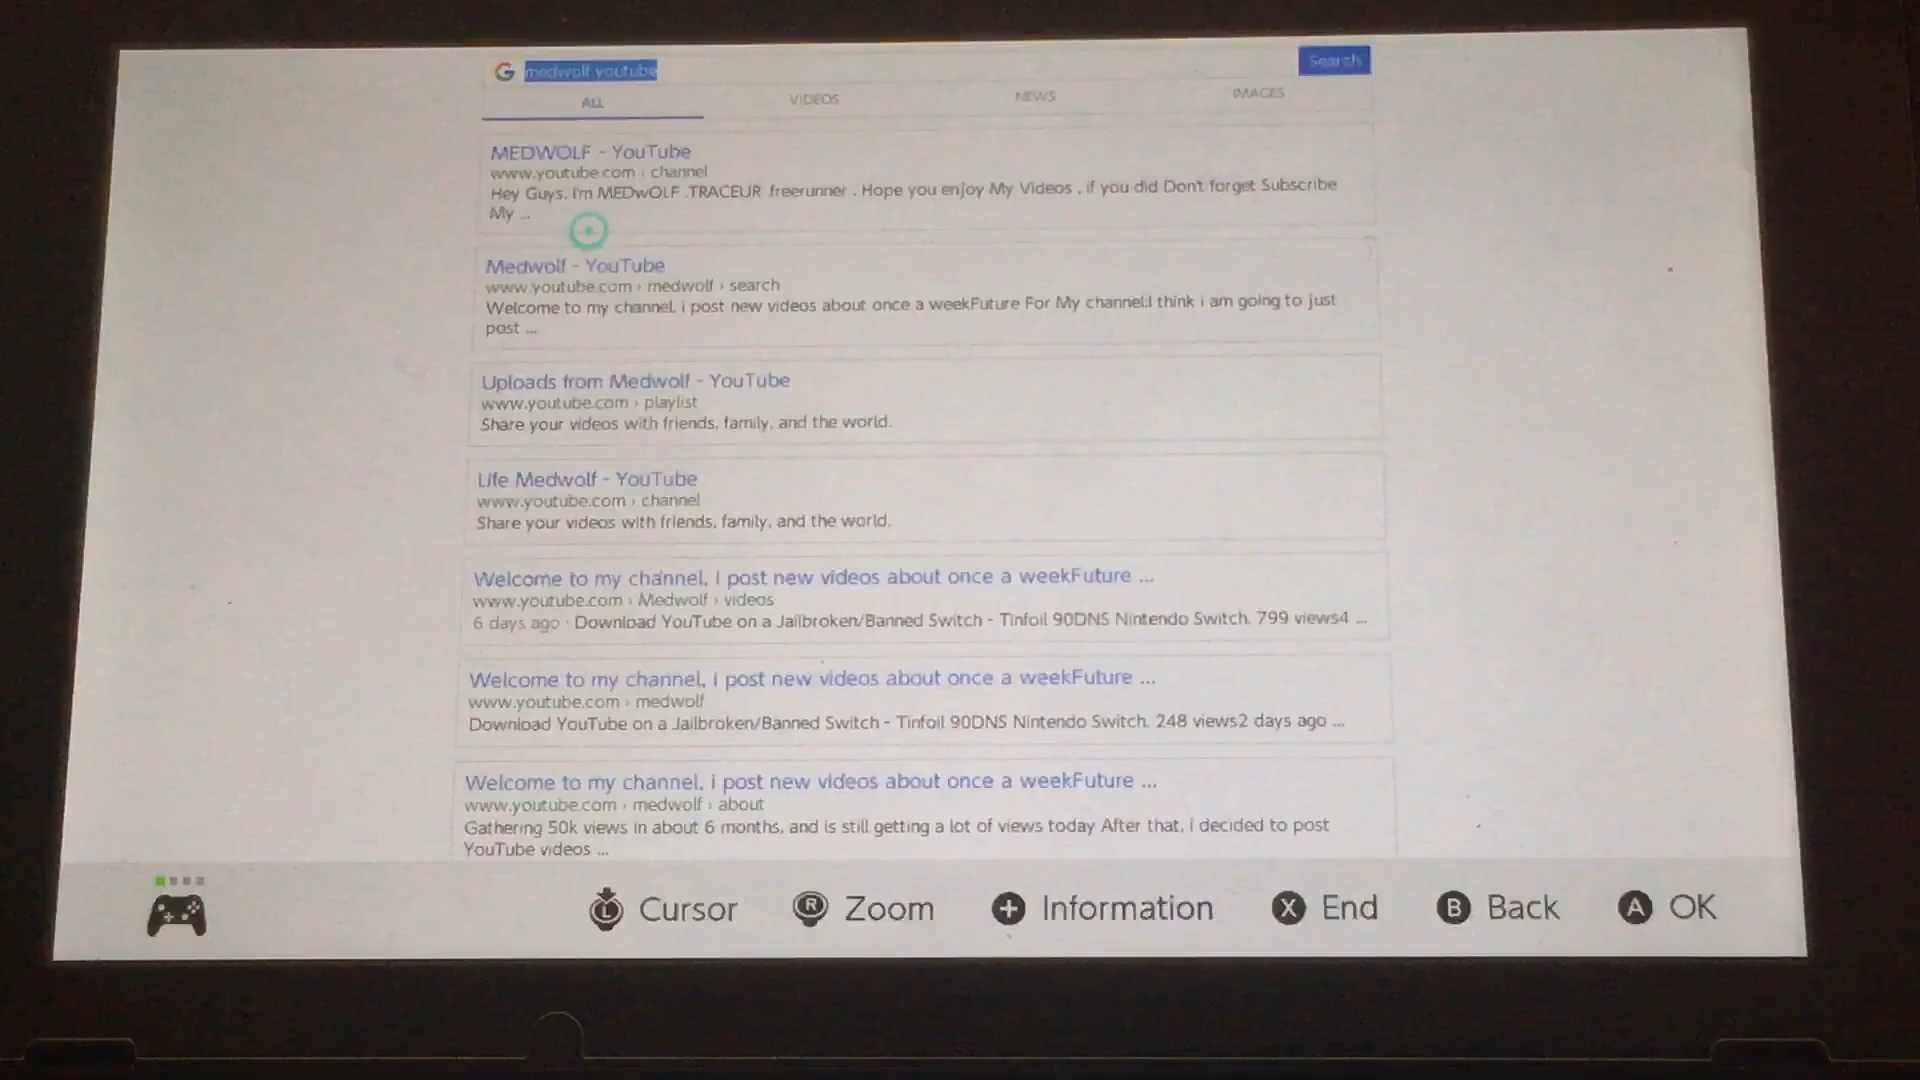 G medwolf youtube Search
ALL VIDEOS NEWS IMAGES
MEDWOLF - YouTube
www.youtube.com › channel
Hey Guys. I'm MEDwOLF .TRACEUR .freerunner . Hope you enjoy My Videos . if you did Don't forget Subscribe
My ...
Medwolf - YouTube
www.youtube.com › medwolf › search
Welcome to my channel, i post new videos about once a weekFuture For My channel:I think i am going to just
post ...
Uploads from Medwolf - YouTube
www.youtube.com › playlist
Share your videos with friends, family, and the world.
Life Medwolf - YouTube
www.youtube.com › channel
Share your videos with friends, family, and the world.
Welcome to my channel, i post new videos about once a weekFuture ...
www.youtube.com › Medwolf › videos
6 days ago · Download YouTube on a Jailbroken/Banned Switch - Tinfoil 90DNS Nintendo Switch. 799 views4 ...
Welcome to my channel, i post new videos about once a weekFuture ...
www.youtube.com › medwolf
Download YouTube on a Jailbroken/Banned Switch - Tinfoil 90DNS Nintendo Switch. 248 views2 days ago ...
Welcome to my channel, i post new videos about once a weekFuture ...
www.youtube.com › medwolf › about
Gathering 50k views in about 6 months, and is still getting a lot of views today After that, i decided to post
YouTube videos ...
L Cursor R Zoom + Information X End B Back A OK